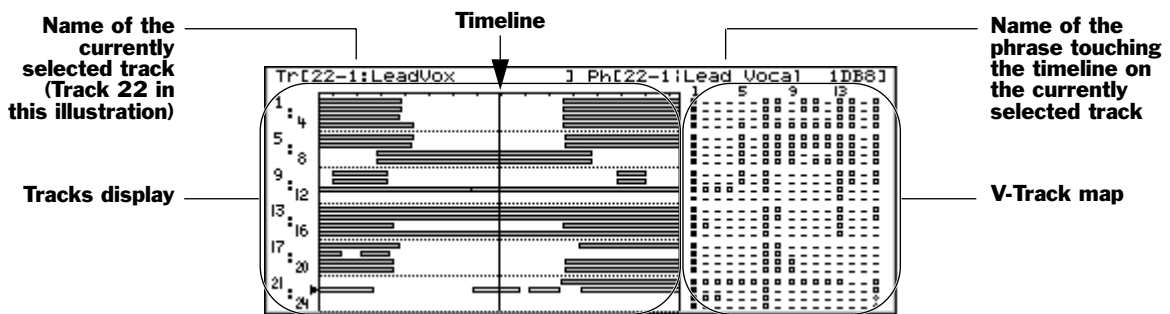 Name of the
currently
selected track
(Track 22 in
this illustration)
Timeline
Name of the
phrase touching
the timeline on
the currently
selected track
Tr[22-1:LeadVox ] Ph[22-1:Lead Vocal 1DB8]
1 5 9 13
1
:
4
5
:
8
9
:
12
13
:
16
17
:
20
21
:
24
Tracks display
V-Track map